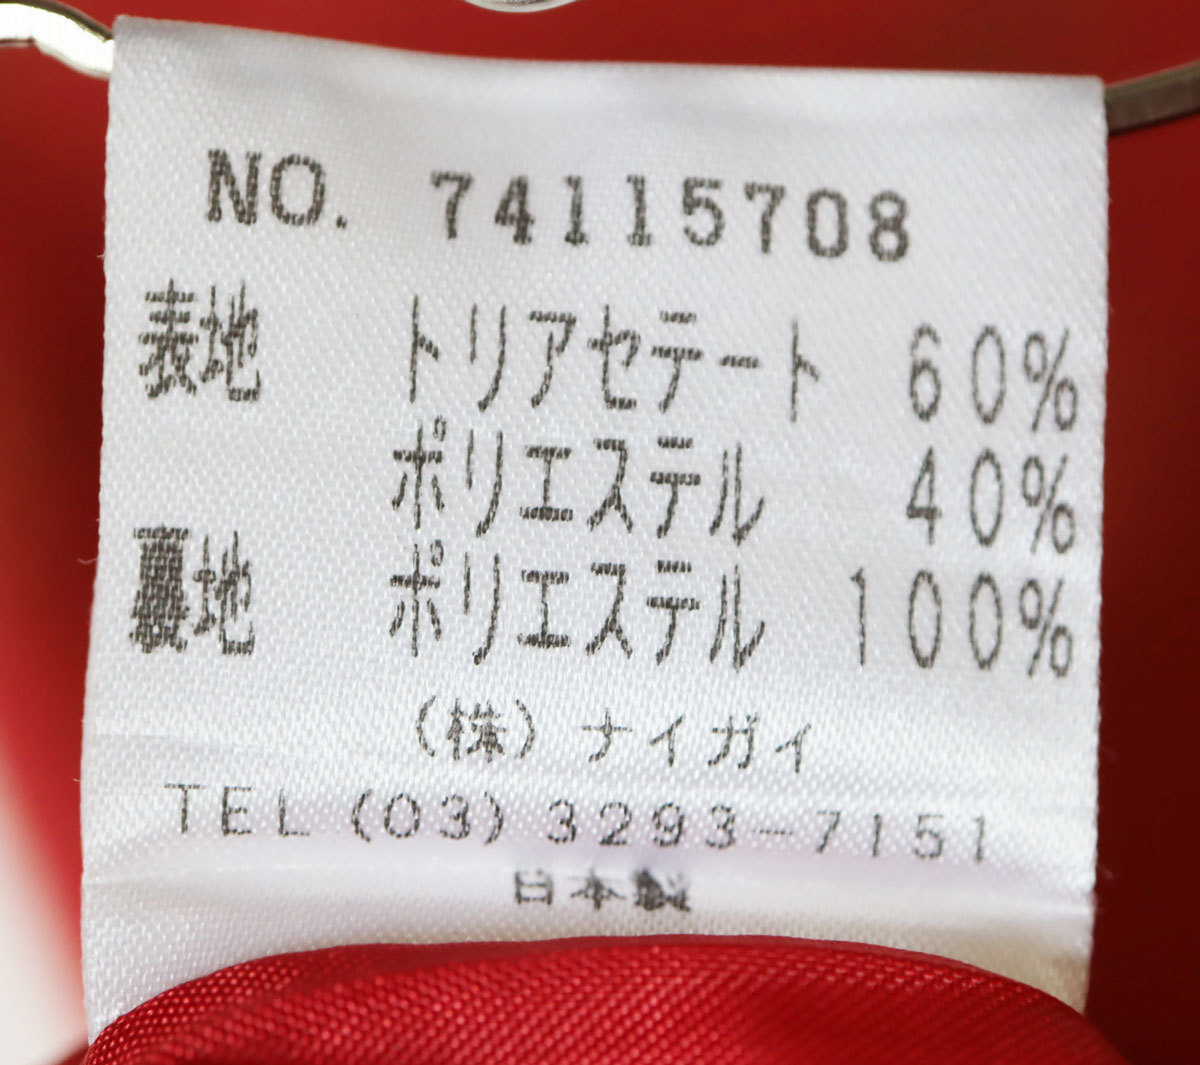 NO. 74115708
表地 トリアセテート 60%
ポリエステル 40%
裏地 ポリエステル 100%
(株) ナイガイ
TEL (03) 3293-7151
日本製